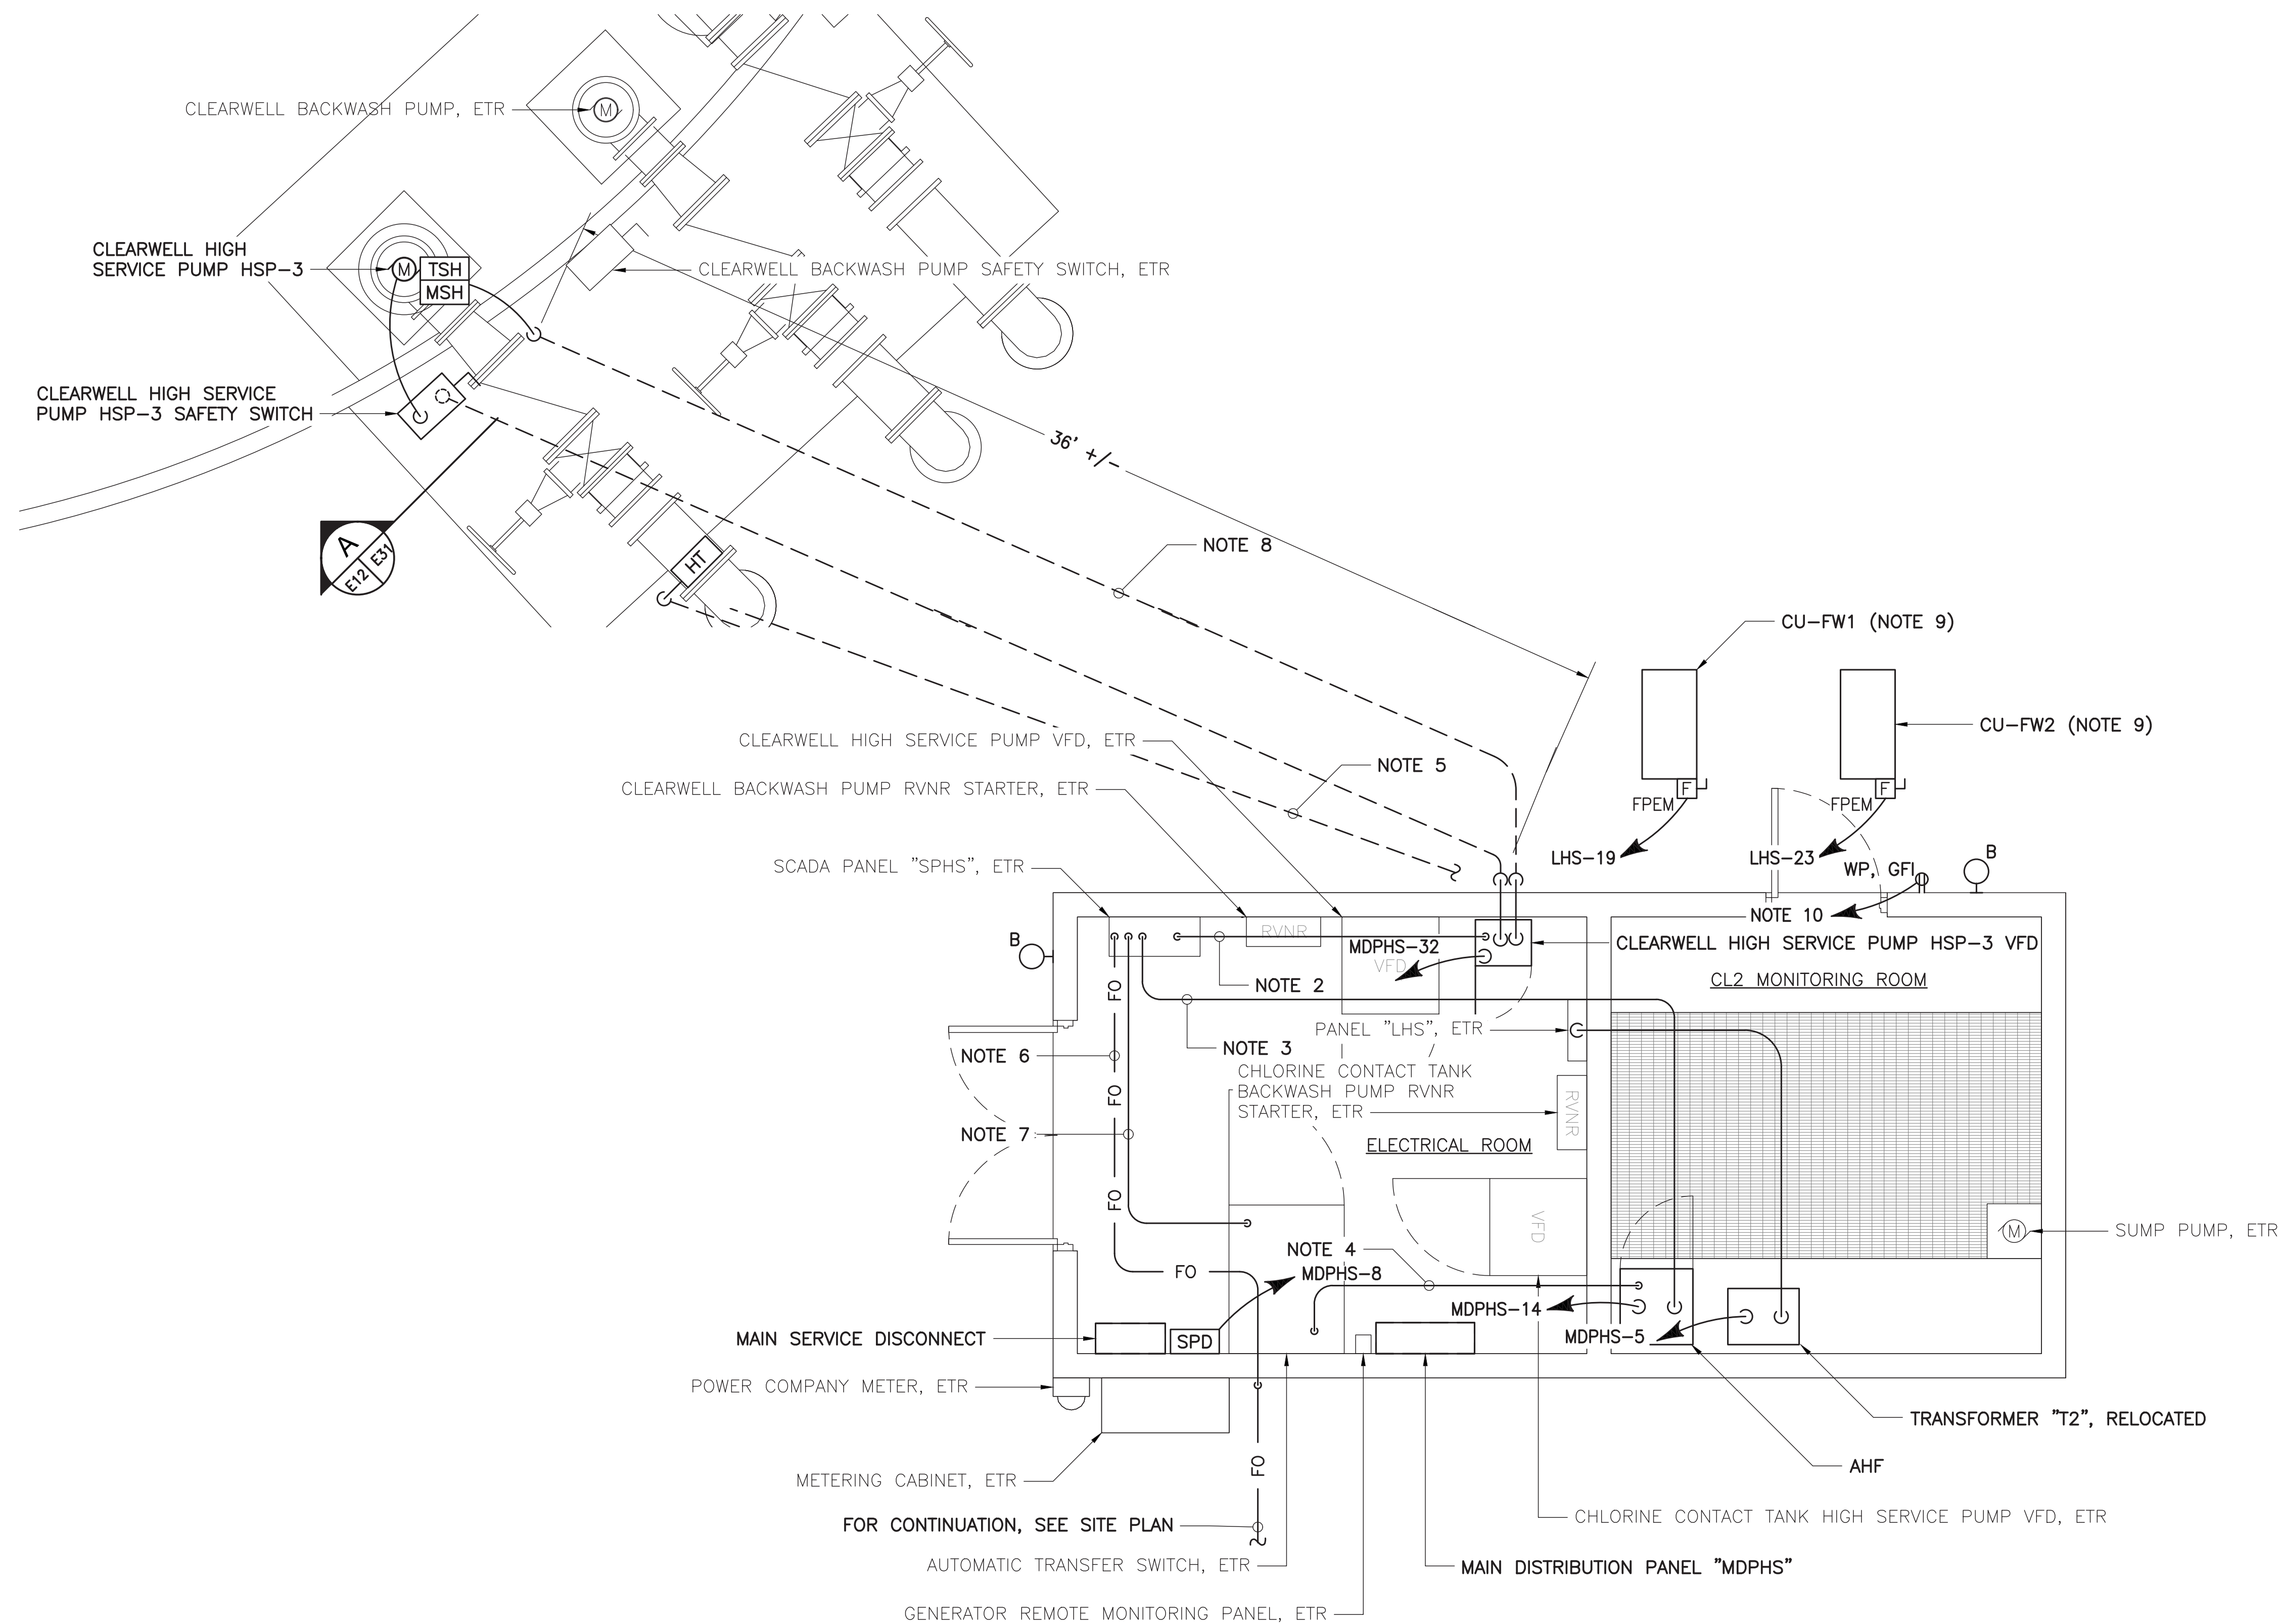 CLEARWELL BACKWASH PUMP, ETR
M
CLEARWELL HIGH
SERVICE PUMP HSP-3
M
TSH
MSH
CLEARWELL BACKWASH PUMP SAFETY SWITCH, ETR
CLEARWELL HIGH SERVICE
PUMP HSP-3 SAFETY SWITCH
36' +/-
A
E12
E31
HT
NOTE 8
CU-FW1 (NOTE 9)
CU-FW2 (NOTE 9)
CLEARWELL HIGH SERVICE PUMP VFD, ETR
NOTE 5
CLEARWELL BACKWASH PUMP RVNR STARTER, ETR
F
F
FPEM
FPEM
SCADA PANEL "SPHS", ETR
LHS-19
LHS-23
WP, GFI
B
NOTE 10
B
RVNR
MDPHS-32
VFD
CLEARWELL HIGH SERVICE PUMP HSP-3 VFD
CL2 MONITORING ROOM
NOTE 2
FO
PANEL "LHS", ETR
NOTE 6
NOTE 3
CHLORINE CONTACT TANK
BACKWASH PUMP RVNR
STARTER, ETR
FO
RVNR
NOTE 7
ELECTRICAL ROOM
FO
VFD
M
SUMP PUMP, ETR
NOTE 4
FO
MDPHS-8
MDPHS-14
MDPHS-5
MAIN SERVICE DISCONNECT
SPD
POWER COMPANY METER, ETR
TRANSFORMER "T2", RELOCATED
AHF
METERING CABINET, ETR
FO
CHLORINE CONTACT TANK HIGH SERVICE PUMP VFD, ETR
FOR CONTINUATION, SEE SITE PLAN
AUTOMATIC TRANSFER SWITCH, ETR
MAIN DISTRIBUTION PANEL "MDPHS"
GENERATOR REMOTE MONITORING PANEL, ETR